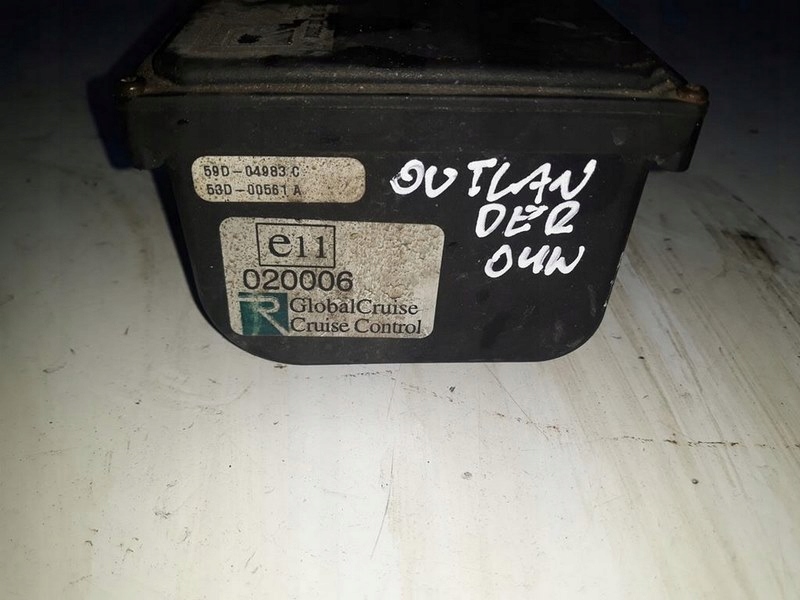 59D-04983 C
53D-00561 A
e11
020006
R GlobalCruise
Cruise Control
OUTLAN
DER
04W